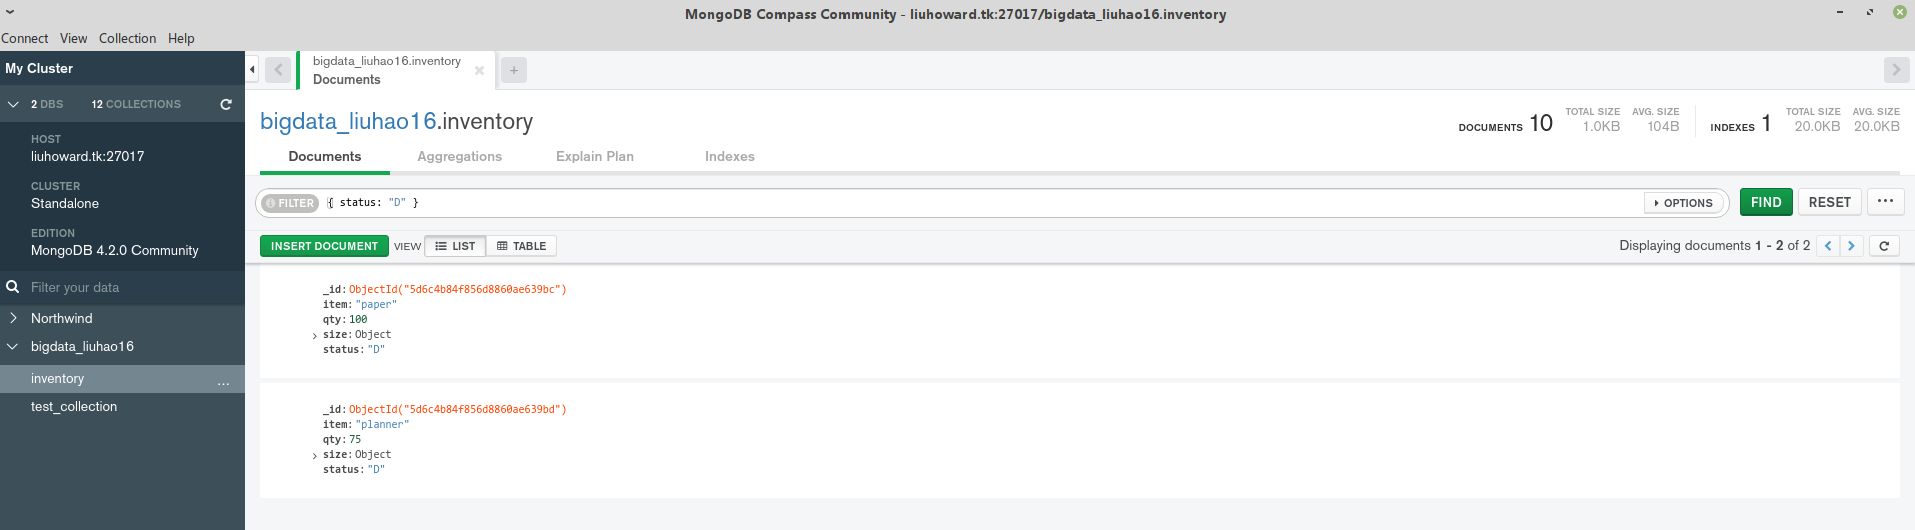 MongoDB Compass Community - liuhoward.tk:27017/bigdata_liuhao16.inventory
Connect View Collection Help
My Cluster
2 DBS 12 COLLECTIONS
HOST
liuhoward.tk:27017
CLUSTER
Standalone
EDITION
MongoDB 4.2.0 Community
Filter your data
Northwind
bigdata_liuhao16
inventory ...
test_collection
bigdata_liuhao16.inventory
Documents
bigdata_liuhao16.inventory
DOCUMENTS 10 TOTAL SIZE 1.0KB AVG. SIZE 104B INDEXES 1 TOTAL SIZE 20.0KB AVG. SIZE 20.0KB
Documents Aggregations Explain Plan Indexes
FILTER { status: "D" } OPTIONS FIND RESET ...
INSERT DOCUMENT VIEW LIST TABLE Displaying documents 1 - 2 of 2
_id: ObjectId("5d6c4b84f856d8860ae639bc")
item: "paper"
qty: 100
size: Object
status: "D"
_id: ObjectId("5d6c4b84f856d8860ae639bd")
item: "planner"
qty: 75
size: Object
status: "D"